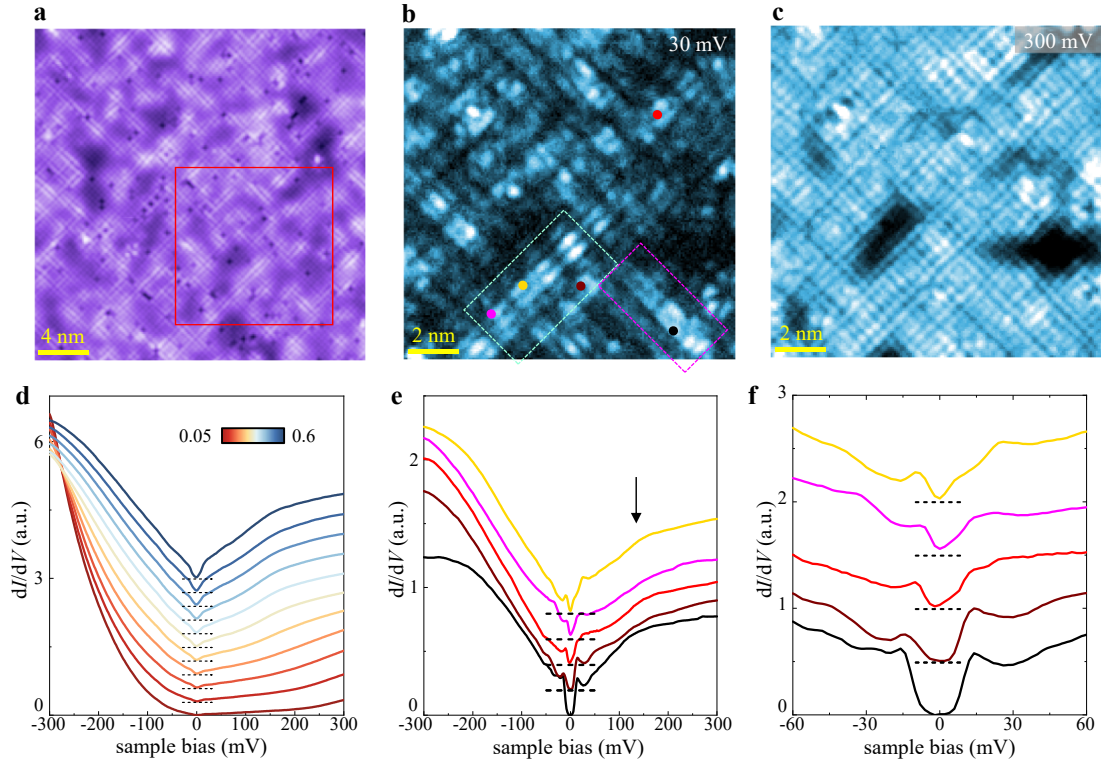 a
4 nm
b
30 mV
2 nm
c
300 mV
2 nm
d
6
3
0
0.05 0.6
-300 -200 -100 0 100 200 300
sample bias (mV)
dI/dV (a.u.)
e
2
1
0
-300 -200 -100 0 100 200 300
sample bias (mV)
dI/dV (a.u.)
f
3
2
1
0
-60 -30 0 30 60
sample bias (mV)
dI/dV (a.u.)